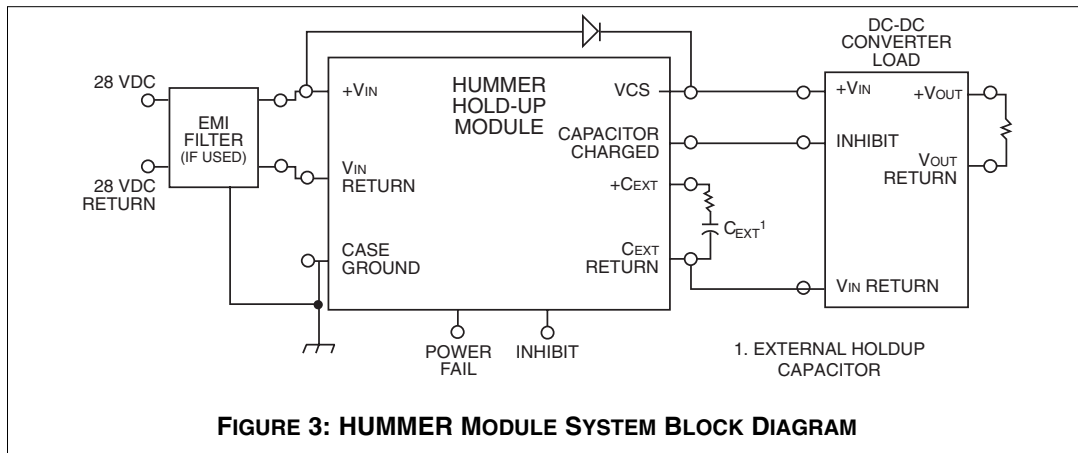 DC-DC
CONVERTER
LOAD
28 VDC
EMI
FILTER
(IF USED)
28 VDC
RETURN
HUMMER
HOLD-UP
MODULE
+VIN
VIN
RETURN
CASE
GROUND
VCS
CAPACITOR
CHARGED
+CEXT
CEXT
RETURN
CEXT¹
POWER
FAIL
INHIBIT
+VIN
INHIBIT
VIN RETURN
+VOUT
VOUT
RETURN
1. EXTERNAL HOLDUP
CAPACITOR
FIGURE 3: HUMMER MODULE SYSTEM BLOCK DIAGRAM